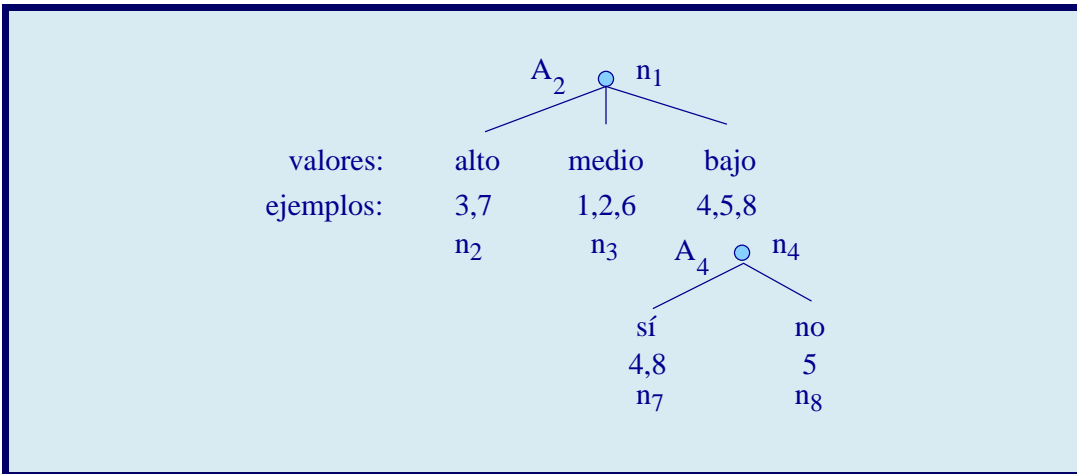 A2 n1
valores: alto medio bajo
ejemplos: 3,7 1,2,6 4,5,8
n2 n3 A4 n4
sí no
4,8 5
n7 n8